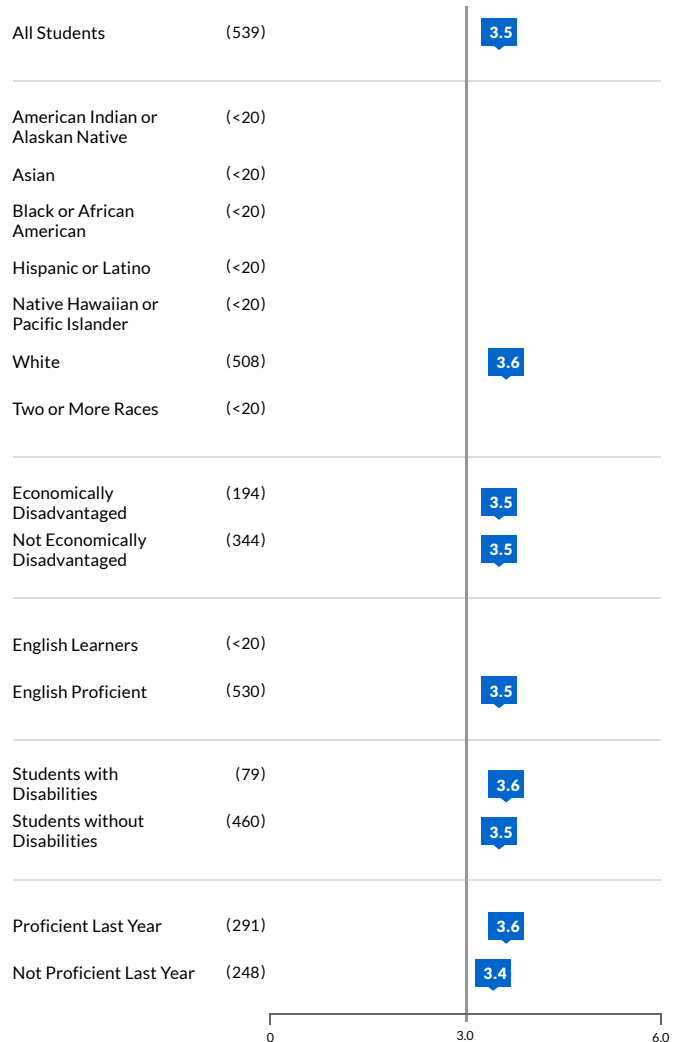 All Students (539) 3.5
American Indian or (<20)
Alaskan Native
Asian (<20)
Black or African (<20)
American
Hispanic or Latino (<20)
Native Hawaiian or (<20)
Pacific Islander
White (508) 3.6
Two or More Races (<20)
Economically (194) 3.5
Disadvantaged
Not Economically (344) 3.5
Disadvantaged
English Learners (<20)
English Proficient (530) 3.5
Students with (79) 3.6
Disabilities
Students without (460) 3.5
Disabilities
Proficient Last Year (291) 3.6
Not Proficient Last Year (248) 3.4
0 3.0 6.0